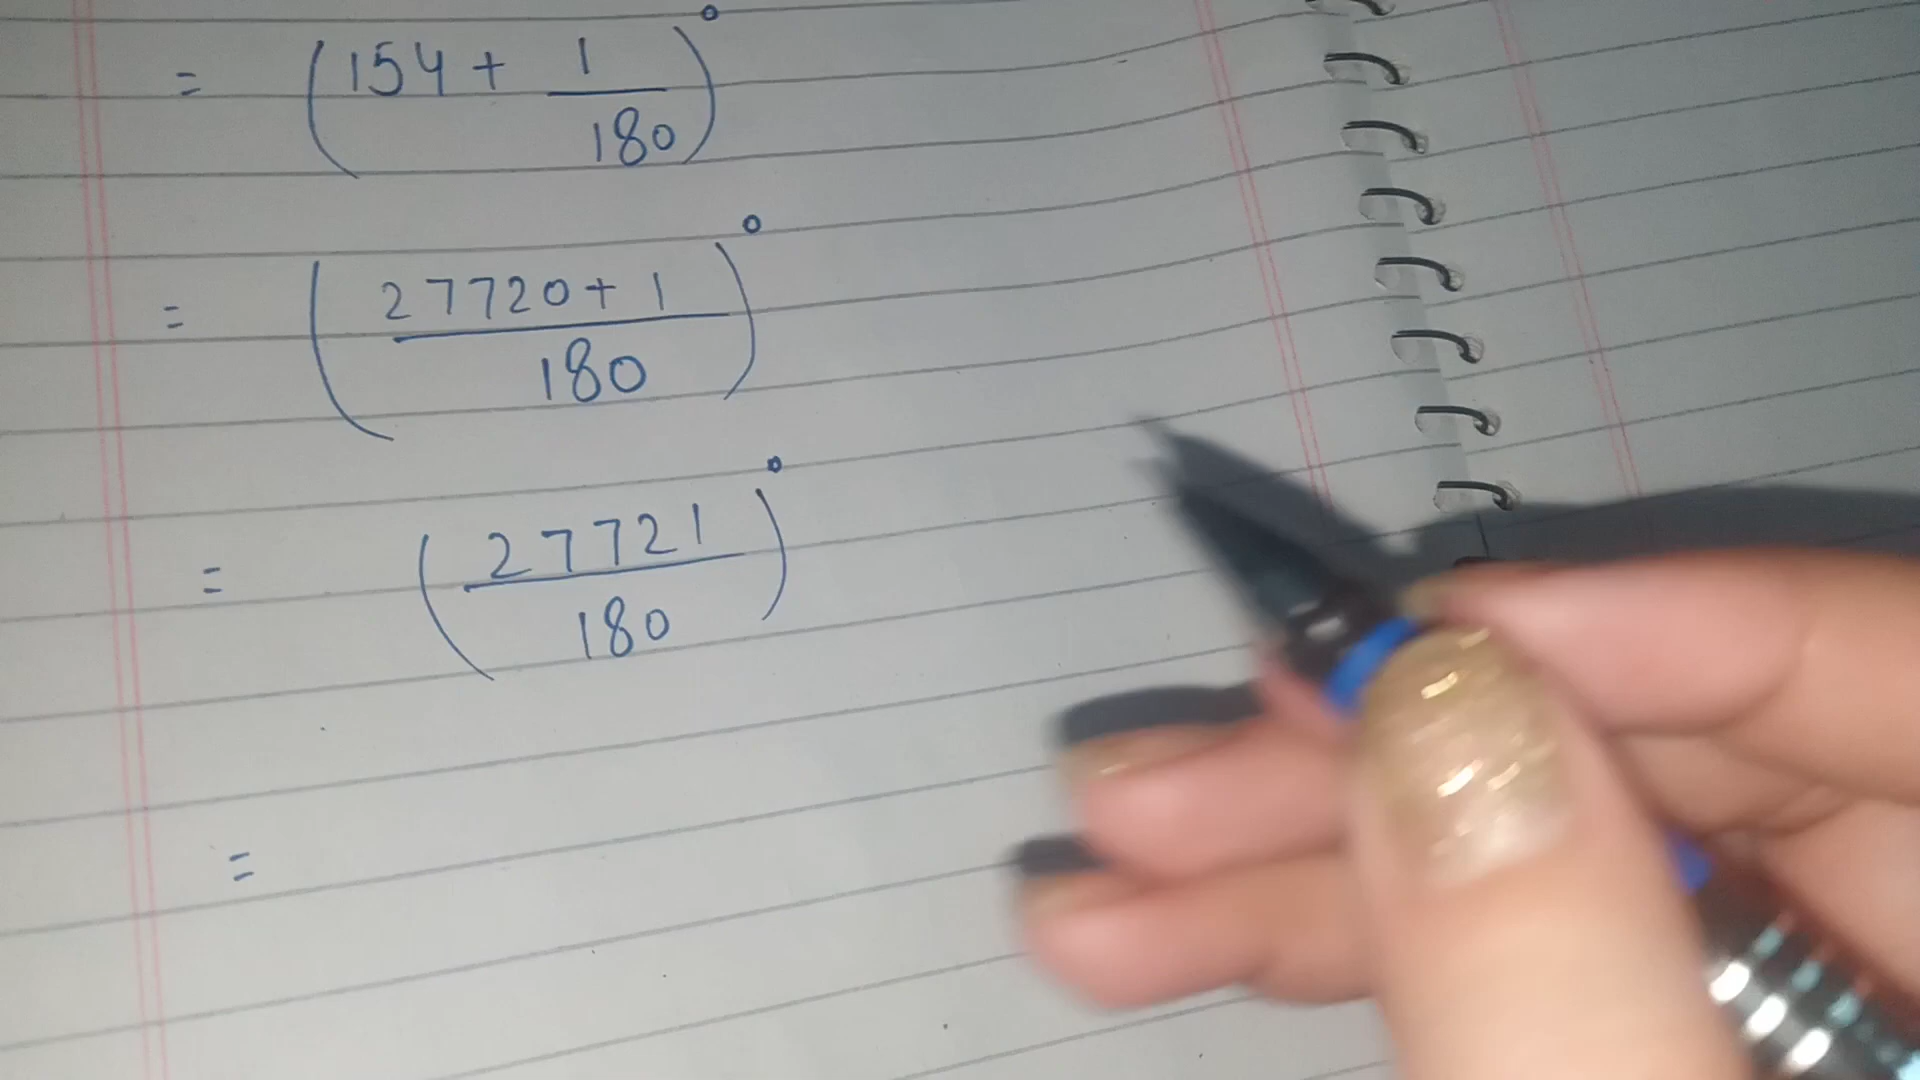 = (154 + 1/180)°
= (27720 + 1/180)°
= (27721/180)°
=